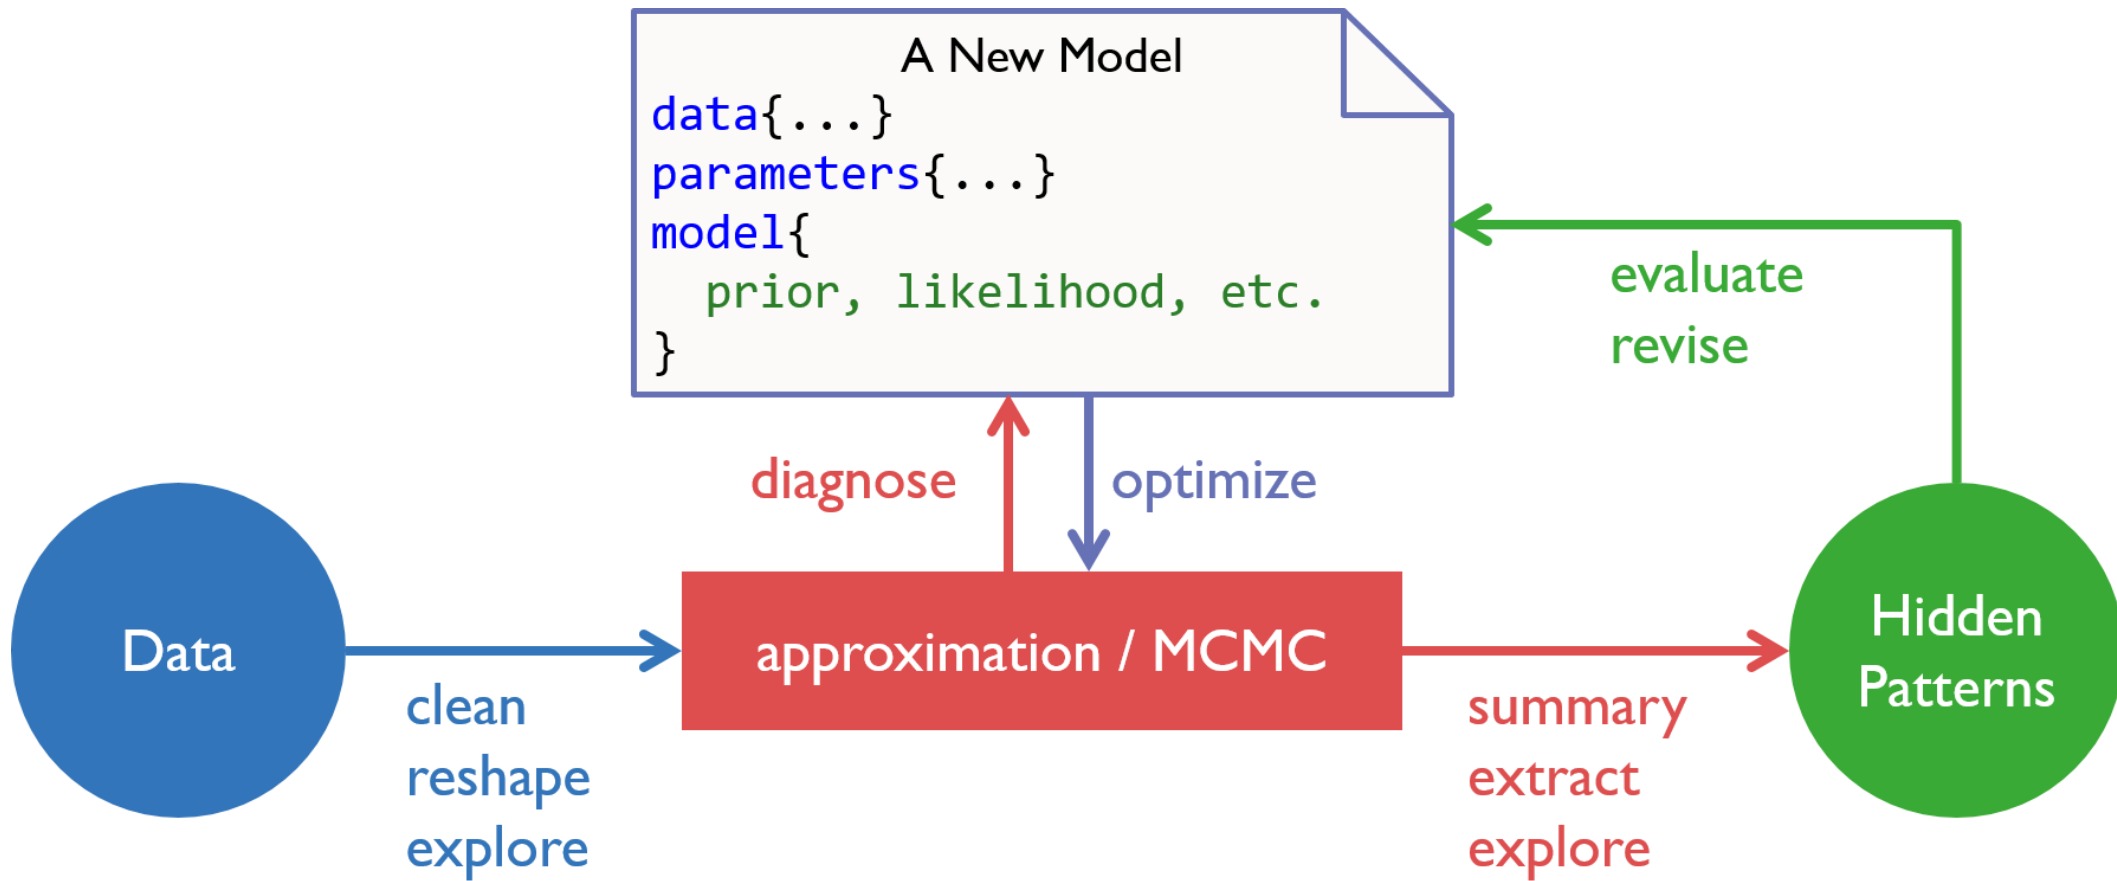 A New Model
data{...}
parameters{...}
model{
  prior, likelihood, etc.
}
evaluate
revise
diagnose
optimize
Data
clean
reshape
explore
approximation / MCMC
summary
extract
explore
Hidden
Patterns